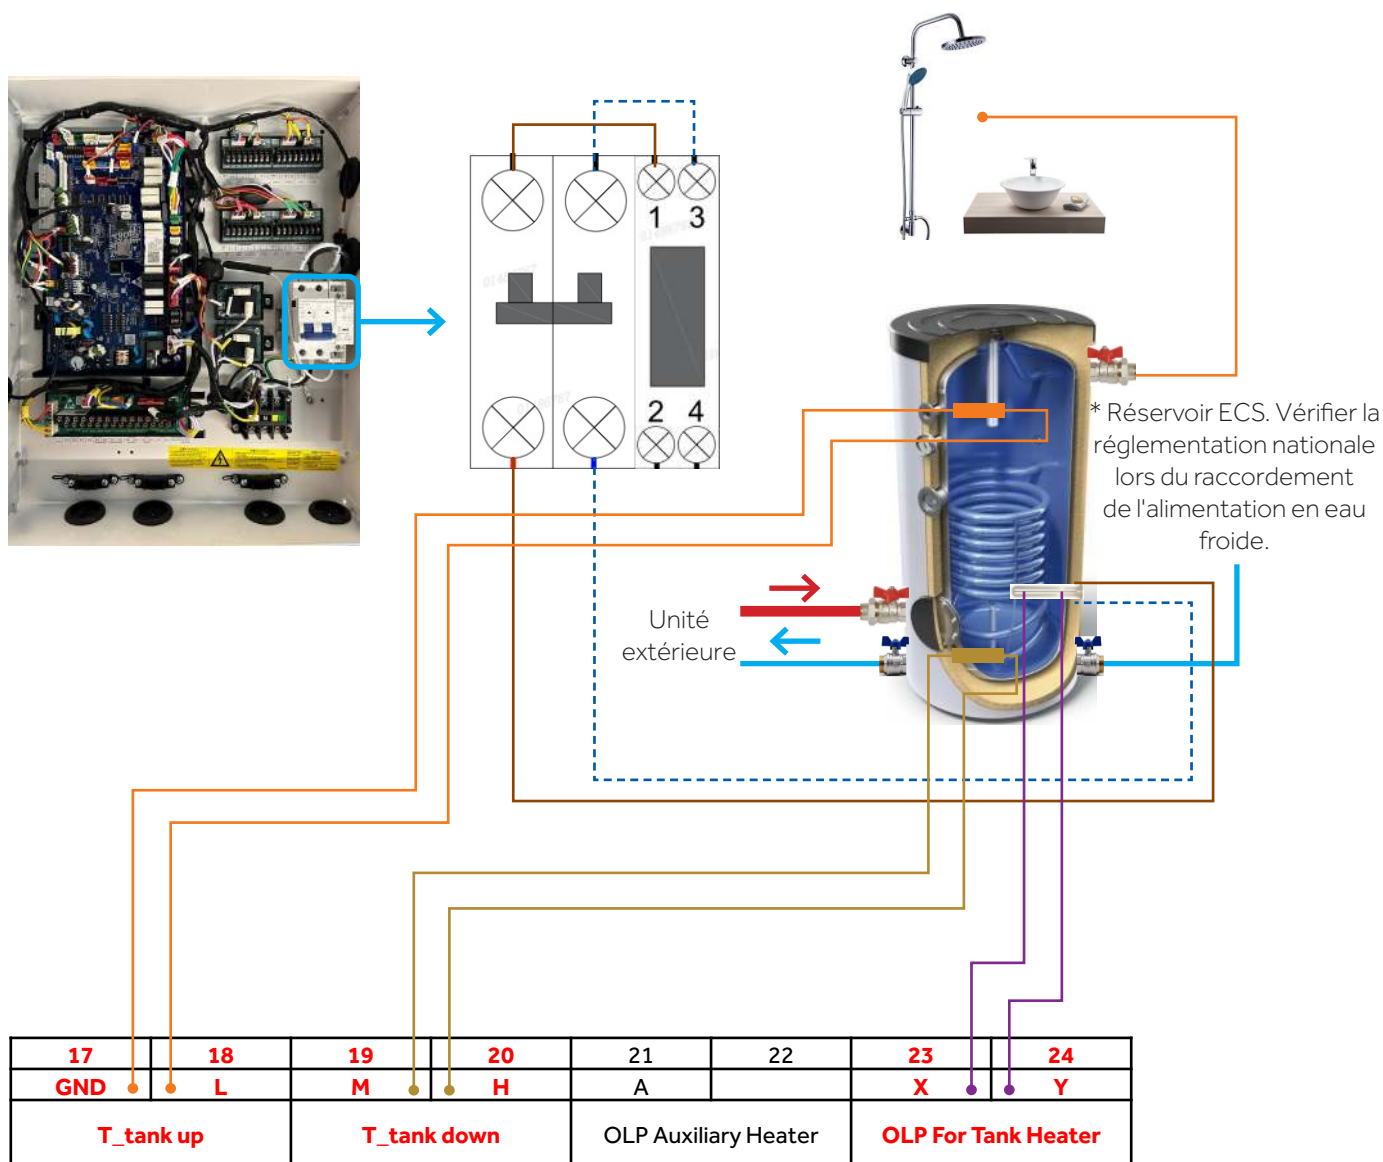 1 3
2 4
* Réservoir ECS. Vérifier la
réglementation nationale
lors du raccordement
de l'alimentation en eau
froide.
Unité
extérieure
17 18 19 20 21 22 23 24
GND L M H A X Y
T_tank up T_tank down OLP Auxiliary Heater OLP For Tank Heater